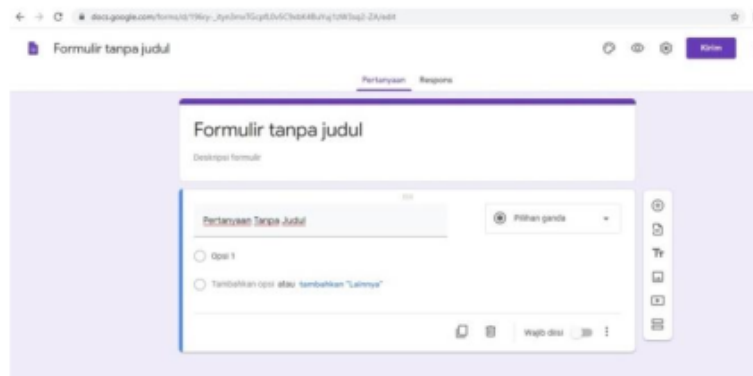 Formulir tanpa judul
Kirim
Pertanyaan Respons
Formulir tanpa judul
Deskripsi formulir
Pertanyaan Tanpa Judul
Pilihan ganda
Opsi 1
Tambahkan opsi atau tambahkan "Lainnya"
Tr
Wajib diisi